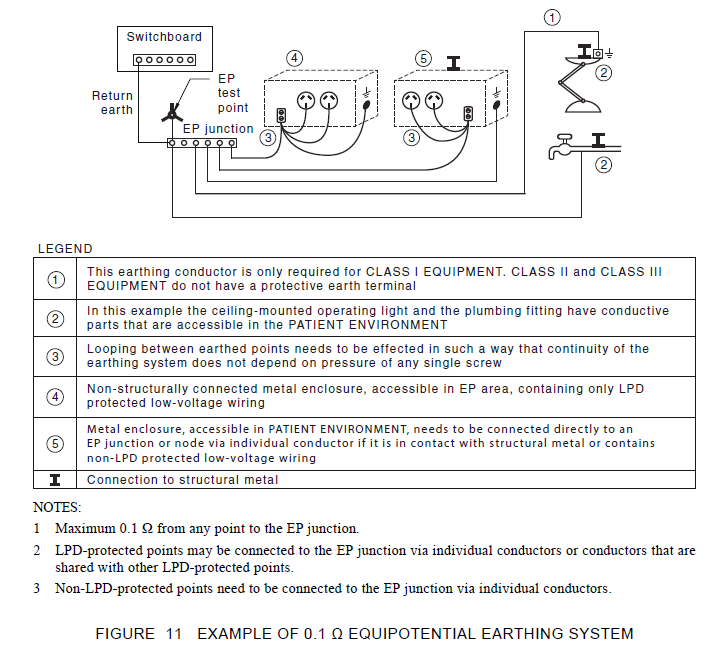 1
Switchboard
4
5
2
EP
test
point
Return
earth
EP junction
3
3
2
LEGEND
1
This earthing conductor is only required for CLASS I EQUIPMENT. CLASS II and CLASS III
EQUIPMENT do not have a protective earth terminal
2
In this example the ceiling-mounted operating light and the plumbing fitting have conductive
parts that are accessible in the PATIENT ENVIRONMENT
3
Looping between earthed points needs to be effected in such a way that continuity of the
earthing system does not depend on pressure of any single screw
4
Non-structurally connected metal enclosure, accessible in EP area, containing only LPD
protected low-voltage wiring
5
Metal enclosure, accessible in PATIENT ENVIRONMENT, needs to be connected directly to an
EP junction or node via individual conductor if it is in contact with structural metal or contains
non-LPD protected low-voltage wiring
Connection to structural metal
NOTES:
1 Maximum 0.1 Ω from any point to the EP junction.
2 LPD-protected points may be connected to the EP junction via individual conductors or conductors that are
shared with other LPD-protected points.
3 Non-LPD-protected points need to be connected to the EP junction via individual conductors.
FIGURE 11 EXAMPLE OF 0.1 Ω EQUIPOTENTIAL EARTHING SYSTEM